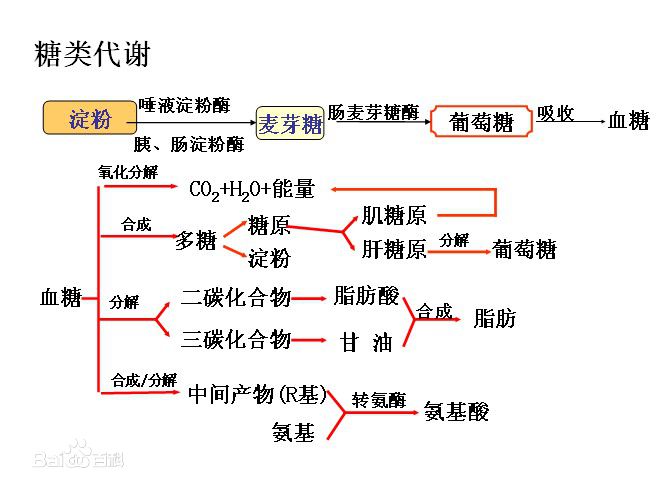 糖类代谢
唾液淀粉酶
淀粉
麦芽糖
肠麦芽糖酶
葡萄糖
吸收
血糖
胰、肠淀粉酶
氧化分解
CO2+H2O+能量
合成
多糖
糖原
肌糖原
淀粉
肝糖原
分解
葡萄糖
血糖
分解
二碳化合物
脂肪酸
合成
脂肪
三碳化合物
甘 油
合成/分解
中间产物(R基)
转氨酶
氨基酸
氨基
Bai百科